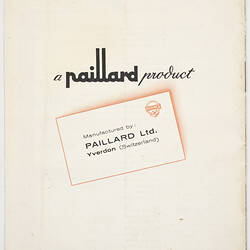 a paillard product
Manufactured by:
PAILLARD Ltd.
Yverdon (Switzerland)